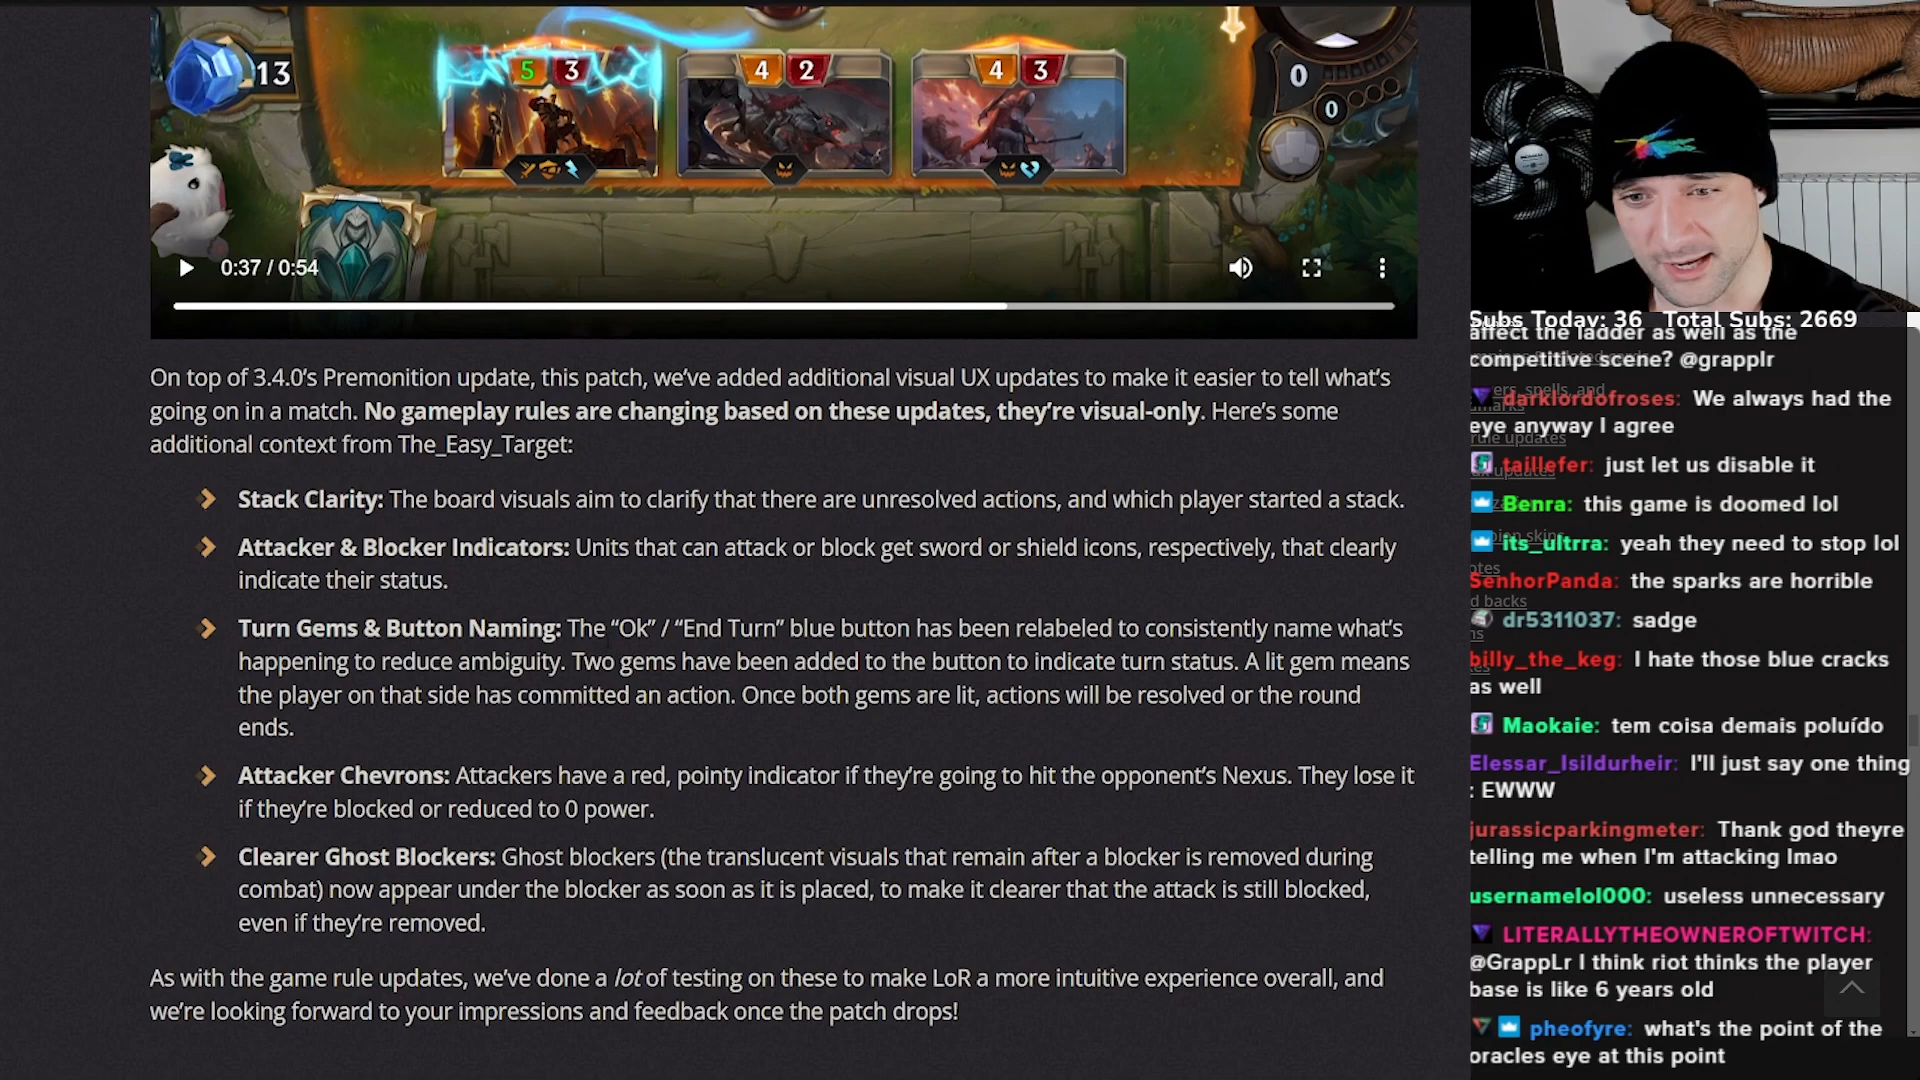 13
5 3
4 2
4 3
0
0
0:37 / 0:54
On top of 3.4.0's Premonition update, this patch, we've added additional visual UX updates to make it easier to tell what's
going on in a match. No gameplay rules are changing based on these updates, they're visual-only. Here's some
additional context from The_Easy_Target:
Stack Clarity: The board visuals aim to clarify that there are unresolved actions, and which player started a stack.
Attacker & Blocker Indicators: Units that can attack or block get sword or shield icons, respectively, that clearly
indicate their status.
Turn Gems & Button Naming: The “Ok” / “End Turn” blue button has been relabeled to consistently name what's
happening to reduce ambiguity. Two gems have been added to the button to indicate turn status. A lit gem means
the player on that side has committed an action. Once both gems are lit, actions will be resolved or the round
ends.
Attacker Chevrons: Attackers have a red, pointy indicator if they're going to hit the opponent's Nexus. They lose it
if they're blocked or reduced to 0 power.
Clearer Ghost Blockers: Ghost blockers (the translucent visuals that remain after a blocker is removed during
combat) now appear under the blocker as soon as it is placed, to make it clearer that the attack is still blocked,
even if they're removed.
As with the game rule updates, we've done a lot of testing on these to make LoR a more intuitive experience overall, and
we're looking forward to your impressions and feedback once the patch drops!
Subs Today: 36 Total Subs: 2669
affect the ladder as well as the
competitive scene? @grapplr
ers, spells, and
darklordofroses: We always had the
eye anyway I agree
rule updates
taillefer: just let us disable it
Benra: this game is doomed lol
its_ultrra: yeah they need to stop lol
otes
SenhorPanda: the sparks are horrible
d backs
dr5311037: sadge
billy_the_keg: I hate those blue cracks
as well
Maokaie: tem coisa demais poluído
Elessar_Isildurheir: I'll just say one thing
: EWWW
jurassicparkingmeter: Thank god theyre
telling me when I'm attacking lmao
usernamelol000: useless unnecessary
LITERALLYTHEOWNEROFTWITCH:
@GrappLr I think riot thinks the player
base is like 6 years old
pheofyre: what's the point of the
oracles eye at this point